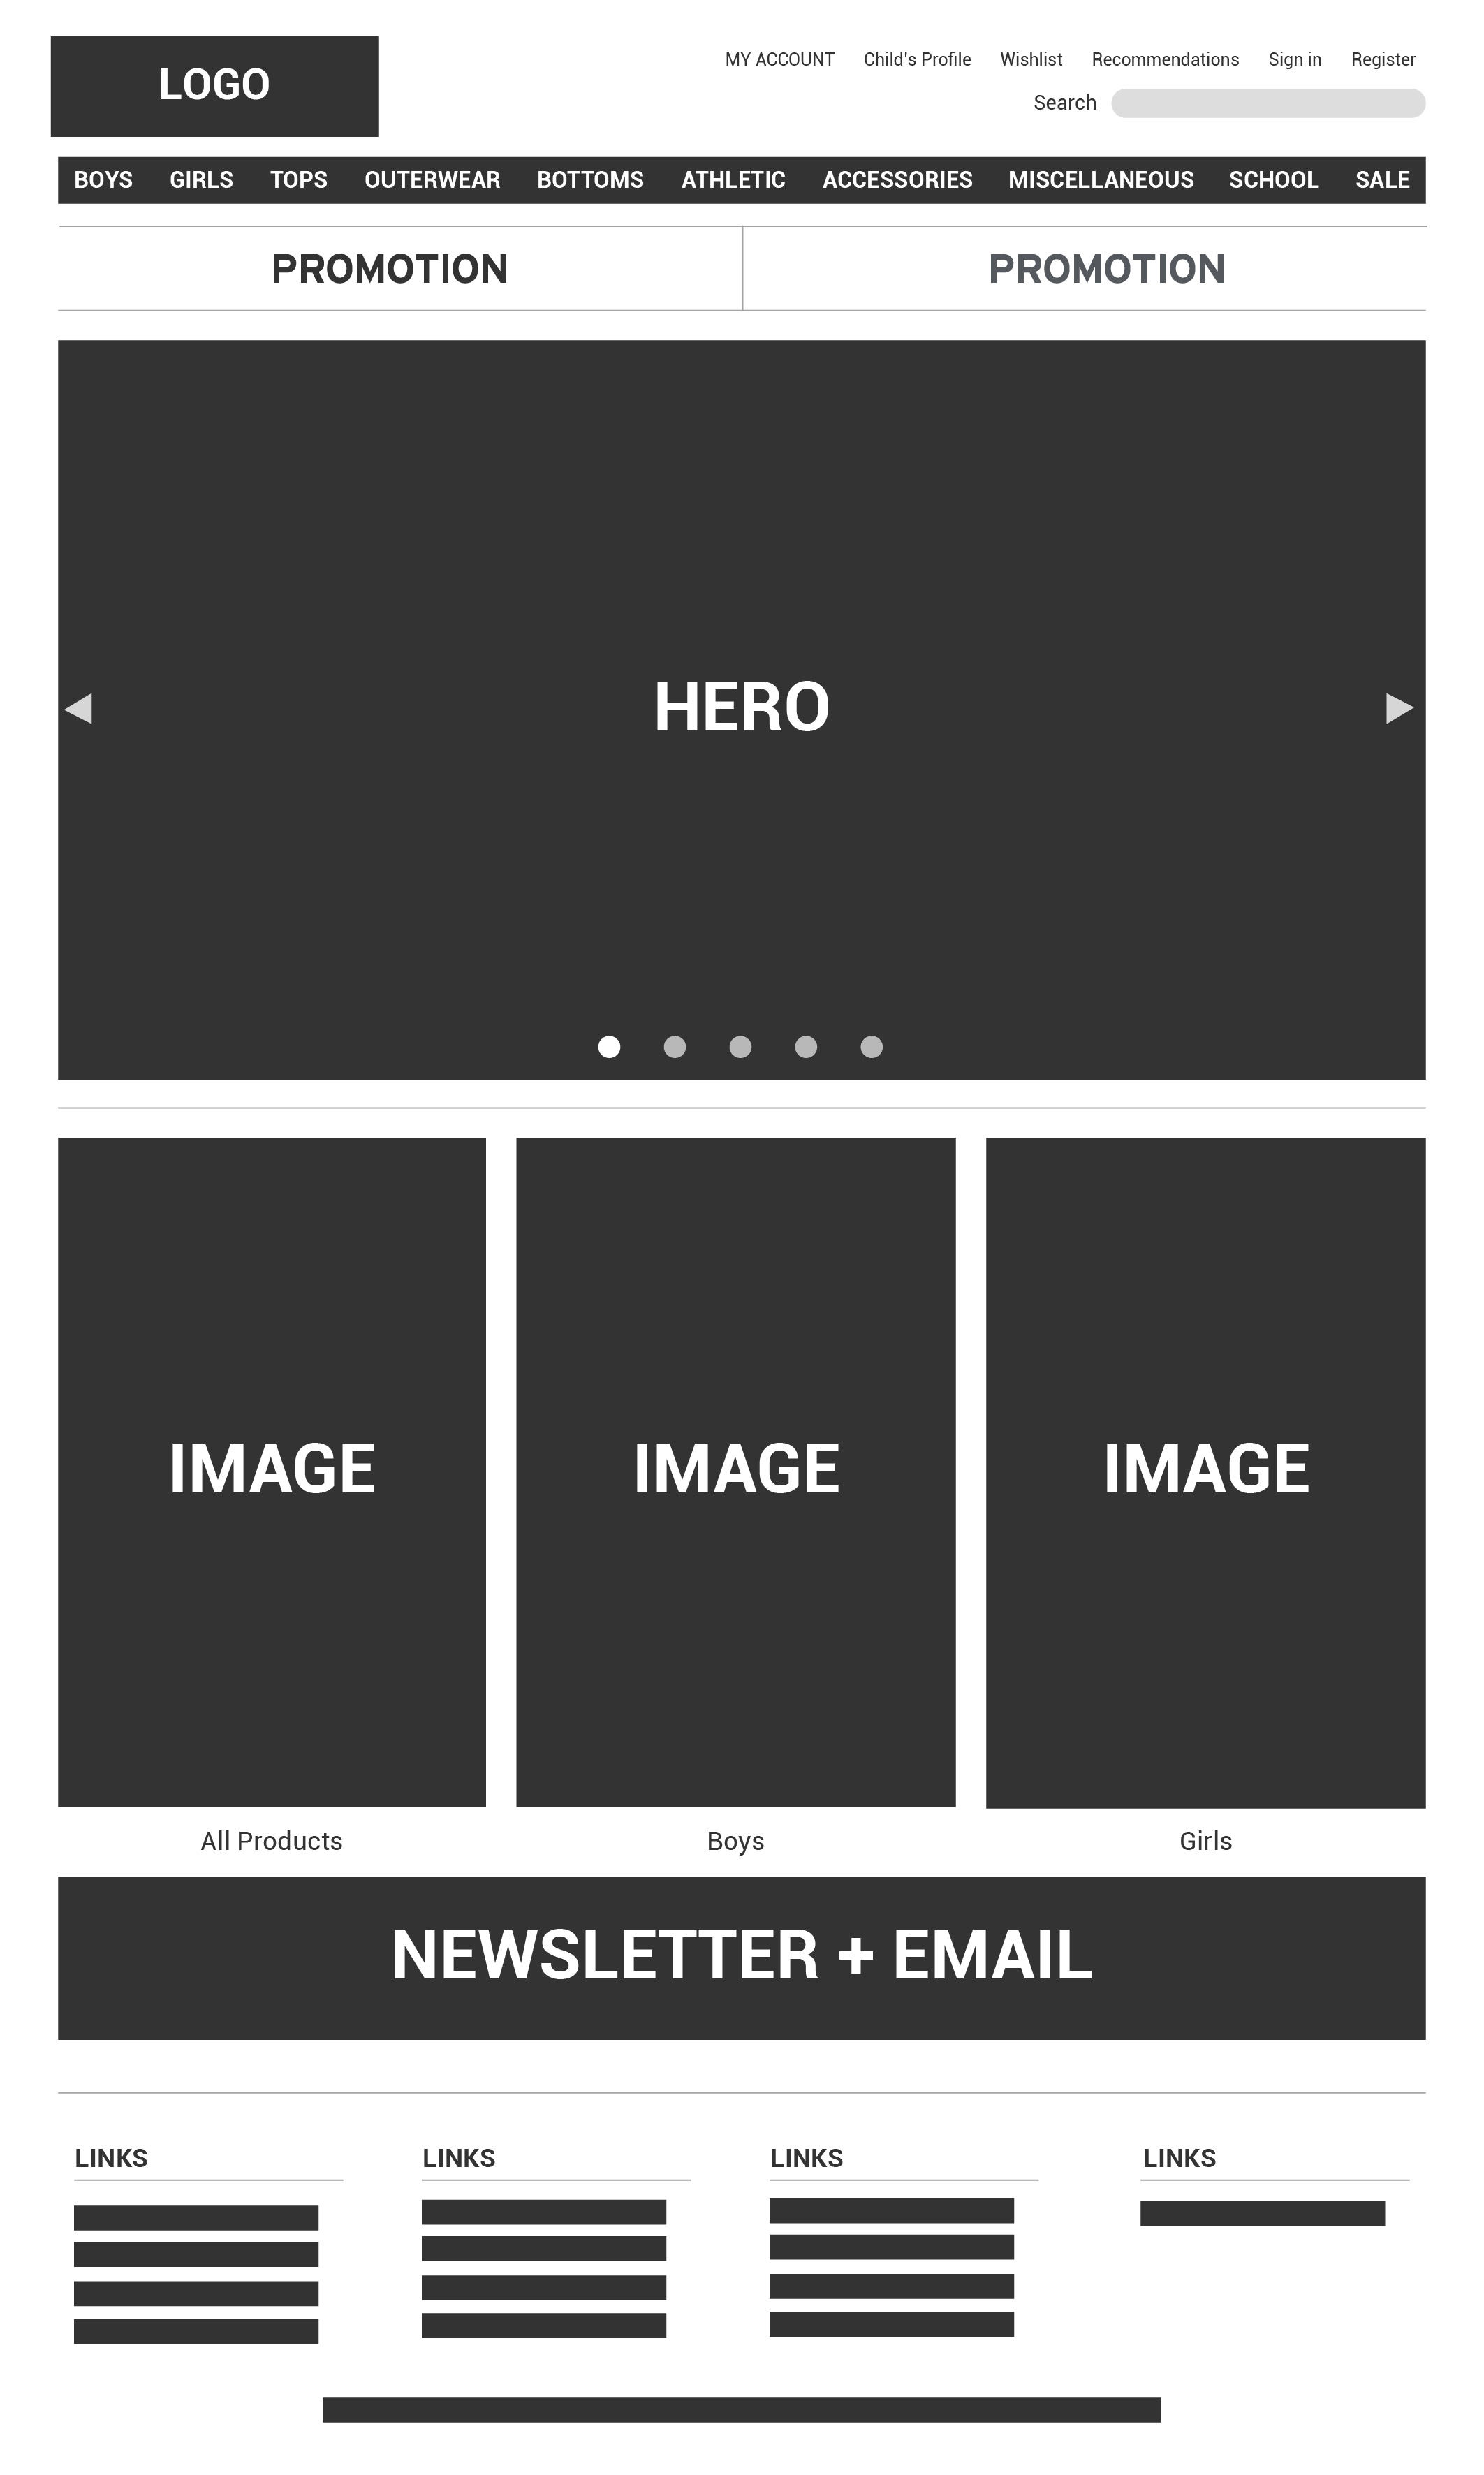 LOGO
MY ACCOUNT Child's Profile Wishlist Recommendations Sign in Register
Search
BOYS GIRLS TOPS OUTERWEAR BOTTOMS ATHLETIC ACCESSORIES MISCELLANEOUS SCHOOL SALE
PROMOTION PROMOTION
HERO
IMAGE IMAGE IMAGE
All Products Boys Girls
NEWSLETTER + EMAIL
LINKS LINKS LINKS LINKS